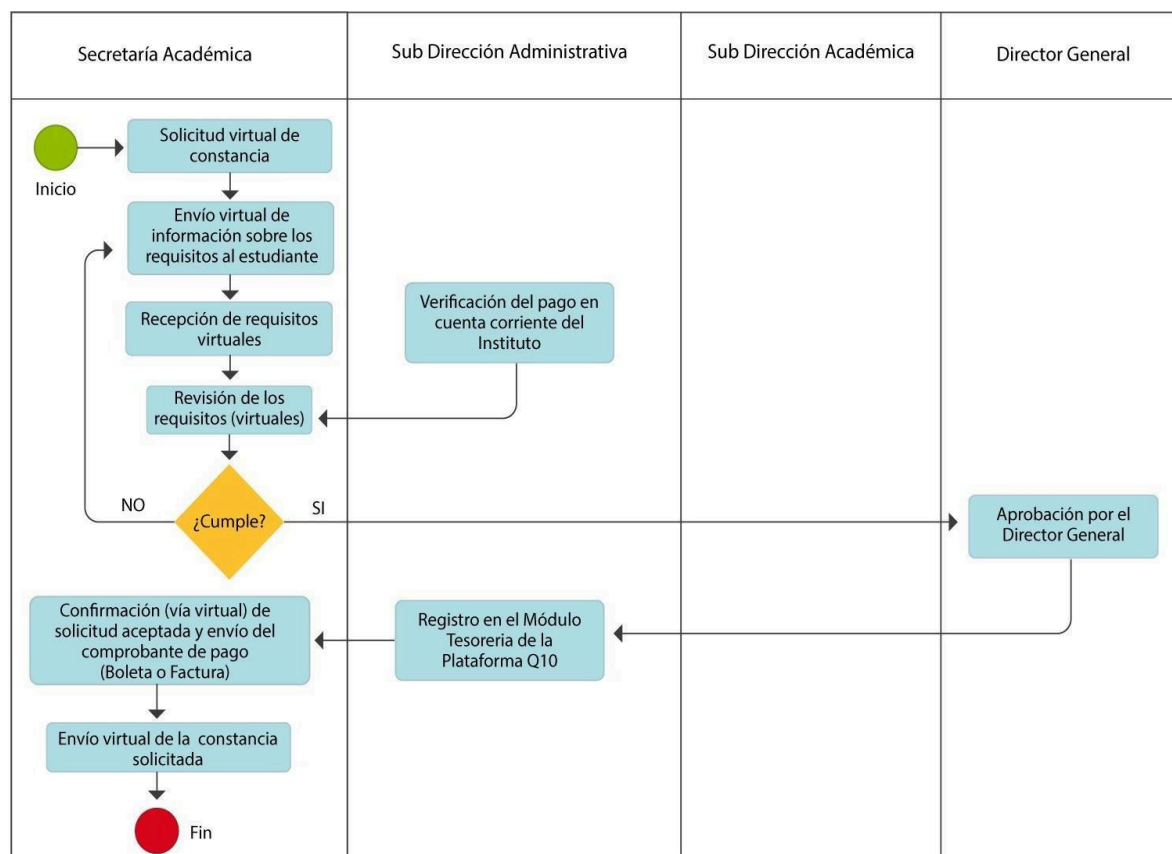 Secretaría Académica
Sub Dirección Administrativa
Sub Dirección Académica
Director General
Inicio
Solicitud virtual de
constancia
Envío virtual de
información sobre los
requisitos al estudiante
Recepción de requisitos
virtuales
Verificación del pago en
cuenta corriente del
Instituto
Revisión de los
requisitos (virtuales)
NO
¿Cumple?
SI
Aprobación por el
Director General
Registro en el Módulo
Tesoreria de la
Plataforma Q10
Confirmación (vía virtual) de
solicitud aceptada y envío del
comprobante de pago
(Boleta o Factura)
Envío virtual de la constancia
solicitada
Fin